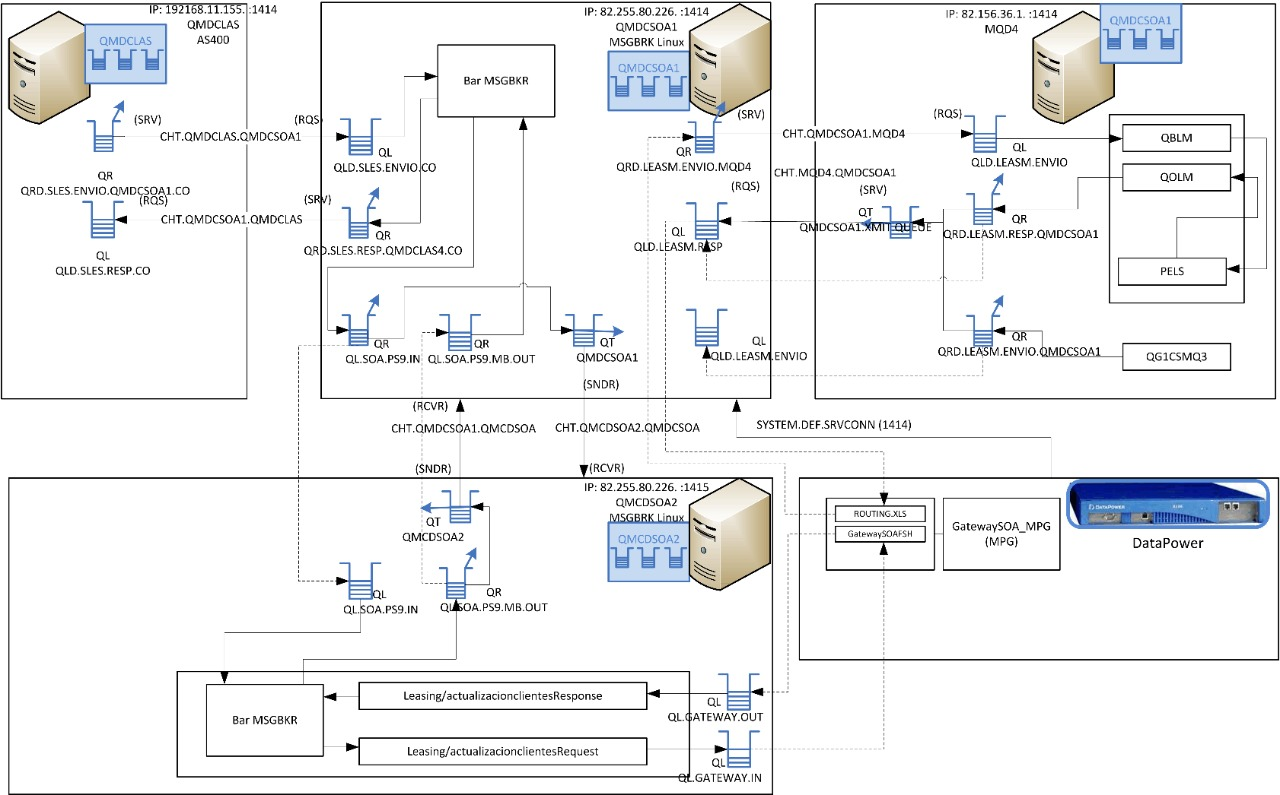 IP: 192168.11.155. :1414
QMDCLAS
AS400
QMDCLAS
(SRV)
CHT.QMDCLAS.QMDCSOA1
(RQS)
QR
QRD.SLES.ENVIO.QMDCSOA1.CO
(RQS)
CHT.QMDCSOA1.QMDCLAS
(SRV)
QL
QLD.SLES.RESP.CO
IP: 82.255.80.226. :1414
QMDCSOA1
MSGBRK Linux
QMDCSOA1
Bar MSGBKR
QL
QLD.SLES.ENVIO.CO
QR
QRD.SLES.RESP.QMDCLAS4.CO
(SRV)
QR
QRD.LEASM.ENVIO.MQD4
(RQS)
QL
QLD.LEASM.RESP
QR
QL.SOA.PS9.IN
QR
QL.SOA.PS9.MB.OUT
QT
QMDCSOA1
(SNDR)
QL
QLD.LEASM.ENVIO
IP: 82.156.36.1. :1414
MQD4
QMDCSOA1
CHT.QMDCSOA1.MQD4
(RQS)
QL
QLD.LEASM.ENVIO
CHT.MQD4.QMDCSOA1
(SRV)
QT
QMDCSOA1.XMIT.QUEUE
QR
QRD.LEASM.RESP.QMDCSOA1
QBLM
QOLM
PELS
QR
QRD.LEASM.ENVIO.QMDCSOA1
QG1CSMQ3
(RCVR)
CHT.QMDCSOA1.QMCDSOA
CHT.QMCDSOA2.QMDCSOA
SYSTEM.DEF.SRVCONN (1414)
(SNDR)
(RCVR)
IP: 82.255.80.226. :1415
QMCDSOA2
MSGBRK Linux
QMCDSOA2
QT
QMCDSOA2
QL
QL.SOA.PS9.IN
QR
QL.SOA.PS9.MB.OUT
Bar MSGBKR
Leasing/actualizacionclientesResponse
Leasing/actualizacionclientesRequest
QL
QL.GATEWAY.OUT
QL
QL.GATEWAY.IN
ROUTING.XLS
GatewaySOAFSH
GatewaySOA_MPG
(MPG)
DATAPOWER
DataPower